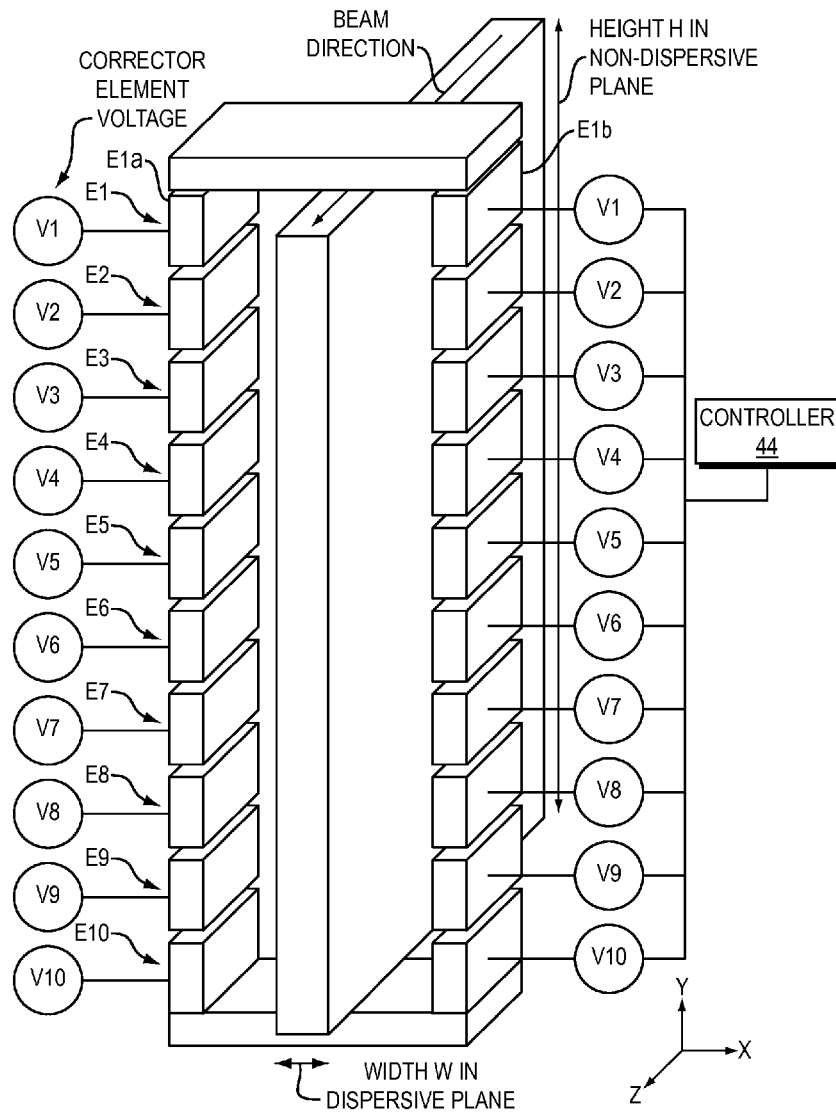 BEAM
DIRECTION
HEIGHT H IN
NON-DISPERSIVE
PLANE
CORRECTOR
ELEMENT
VOLTAGE
E1a
E1b
E1
V1
V1
E2
V2
V2
E3
V3
V3
E4
V4
V4
CONTROLLER
44
E5
V5
V5
E6
V6
V6
E7
V7
V7
E8
V8
V8
E9
V9
V9
E10
V10
V10
Y
X
Z
WIDTH W IN
DISPERSIVE PLANE